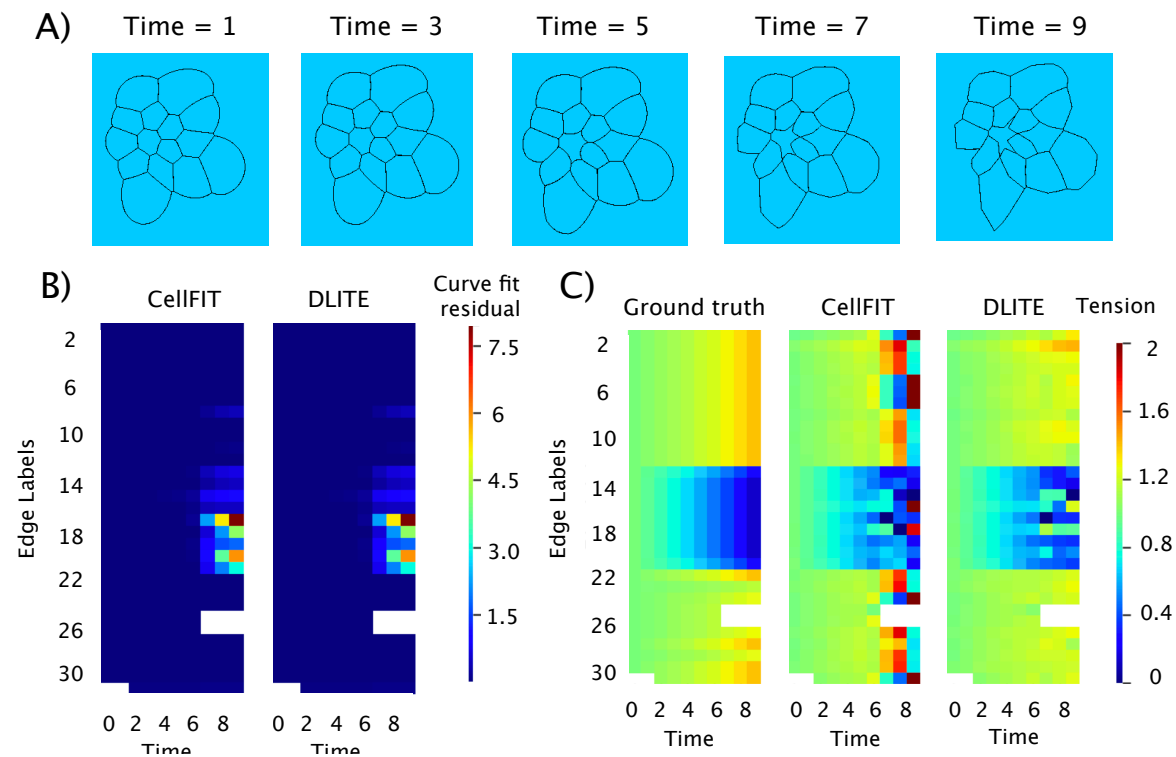 A)
Time = 1 Time = 3 Time = 5 Time = 7 Time = 9
B)
CellFIT DLITE
Curve fit
residual
7.5
6
4.5
3.0
1.5
Edge Labels
2
6
10
14
18
22
26
30
0 2 4 6 8 0 2 4 6 8
Time Time
C)
Ground truth CellFIT DLITE Tension
2
1.6
1.2
0.8
0.4
0
Edge Labels
2
6
10
14
18
22
26
30
0 2 4 6 8 0 2 4 6 8 0 2 4 6 8
Time Time Time